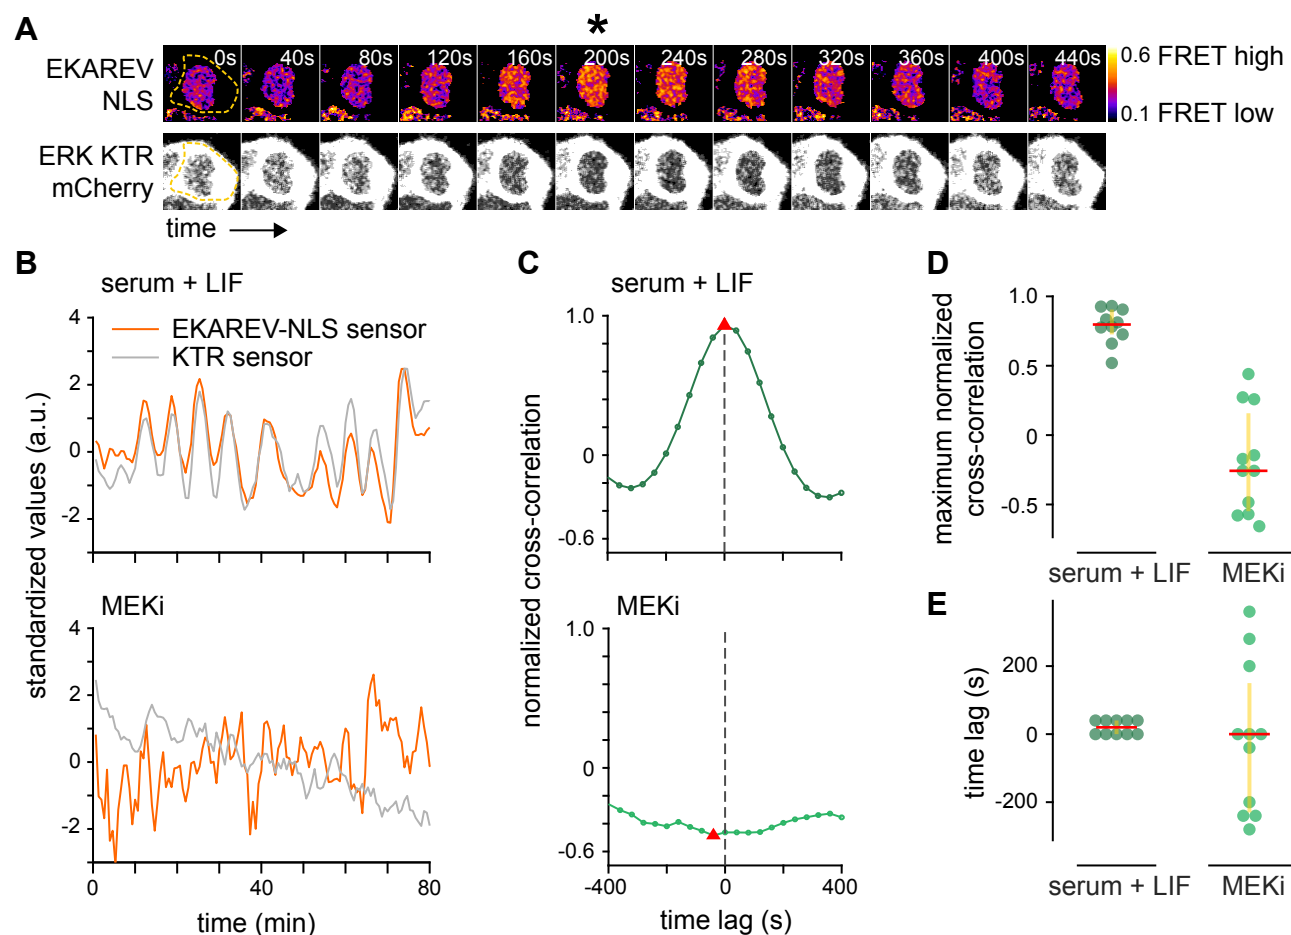 A
*
EKAREV
NLS
0s 40s 80s 120s 160s 200s 240s 280s 320s 360s 400s 440s
0.6 FRET high
0.1 FRET low
ERK KTR
mCherry
time
B
serum + LIF
EKAREV-NLS sensor
KTR sensor
standardized values (a.u.)
4
2
0
-2
MEKi
4
2
0
-2
0 40 80
time (min)
C
serum + LIF
normalized cross-correlation
1.0
0
-0.6
MEKi
1.0
0
-0.6
-400 0 400
time lag (s)
D
maximum normalized
cross-correlation
1.0
0.5
0
-0.5
serum + LIF MEKi
E
time lag (s)
200
0
-200
serum + LIF MEKi